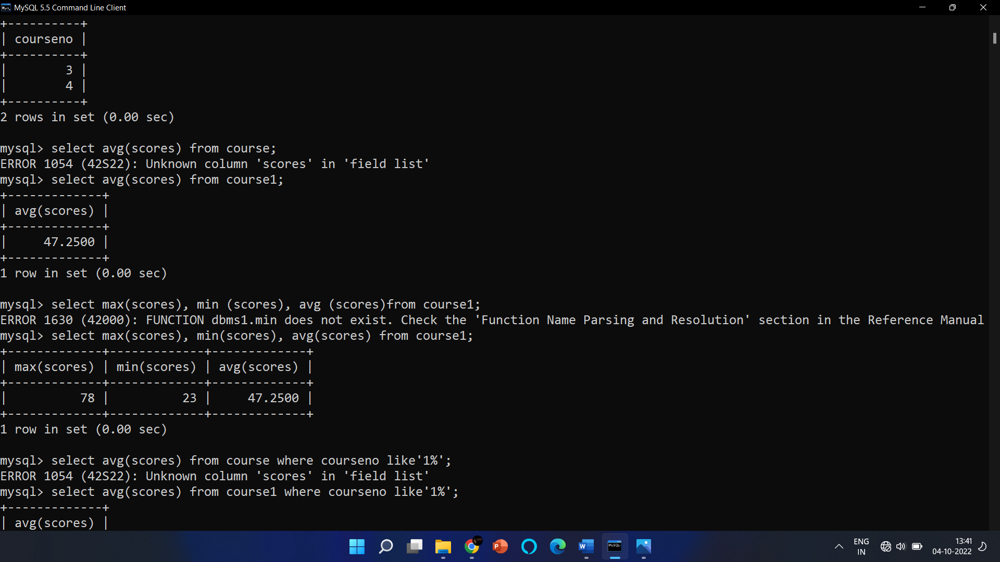 MySQL 5.5 Command Line Client
+----------+
| courseno |
+----------+
|        3 |
|        4 |
+----------+
2 rows in set (0.00 sec)

mysql> select avg(scores) from course;
ERROR 1054 (42S22): Unknown column 'scores' in 'field list'
mysql> select avg(scores) from course1;
+-------------+
| avg(scores) |
+-------------+
|     47.2500 |
+-------------+
1 row in set (0.00 sec)

mysql> select max(scores), min (scores), avg (scores)from course1;
ERROR 1630 (42000): FUNCTION dbms1.min does not exist. Check the 'Function Name Parsing and Resolution' section in the Reference Manual
mysql> select max(scores), min(scores), avg(scores) from course1;
+-------------+-------------+-------------+
| max(scores) | min(scores) | avg(scores) |
+-------------+-------------+-------------+
|          78 |          23 |     47.2500 |
+-------------+-------------+-------------+
1 row in set (0.00 sec)

mysql> select avg(scores) from course where courseno like'1%';
ERROR 1054 (42S22): Unknown column 'scores' in 'field list'
mysql> select avg(scores) from course1 where courseno like'1%';
+-------------+
| avg(scores) |
ENG
IN
13:41
04-10-2022